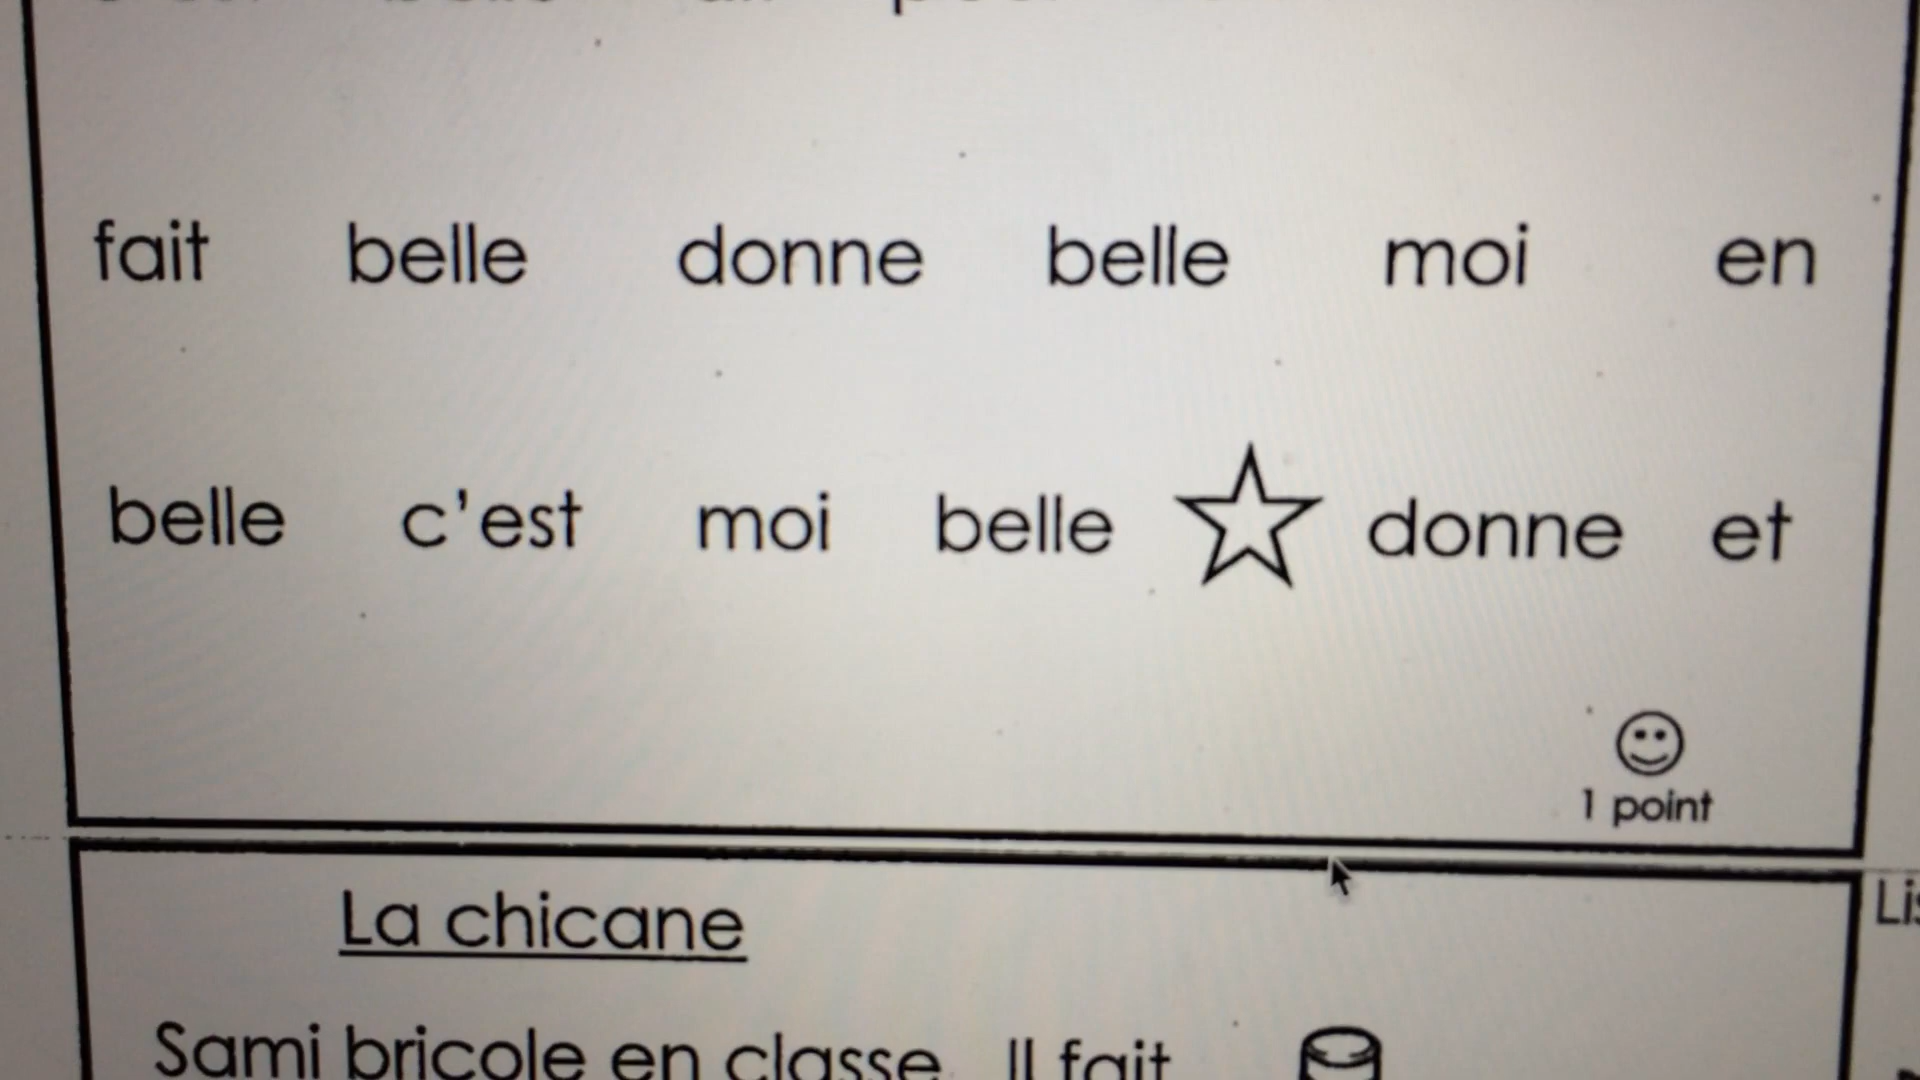 fait belle donne belle moi en
belle c'est moi belle donne et
1 point
La chicane
Sami bricole en classe. Il fait